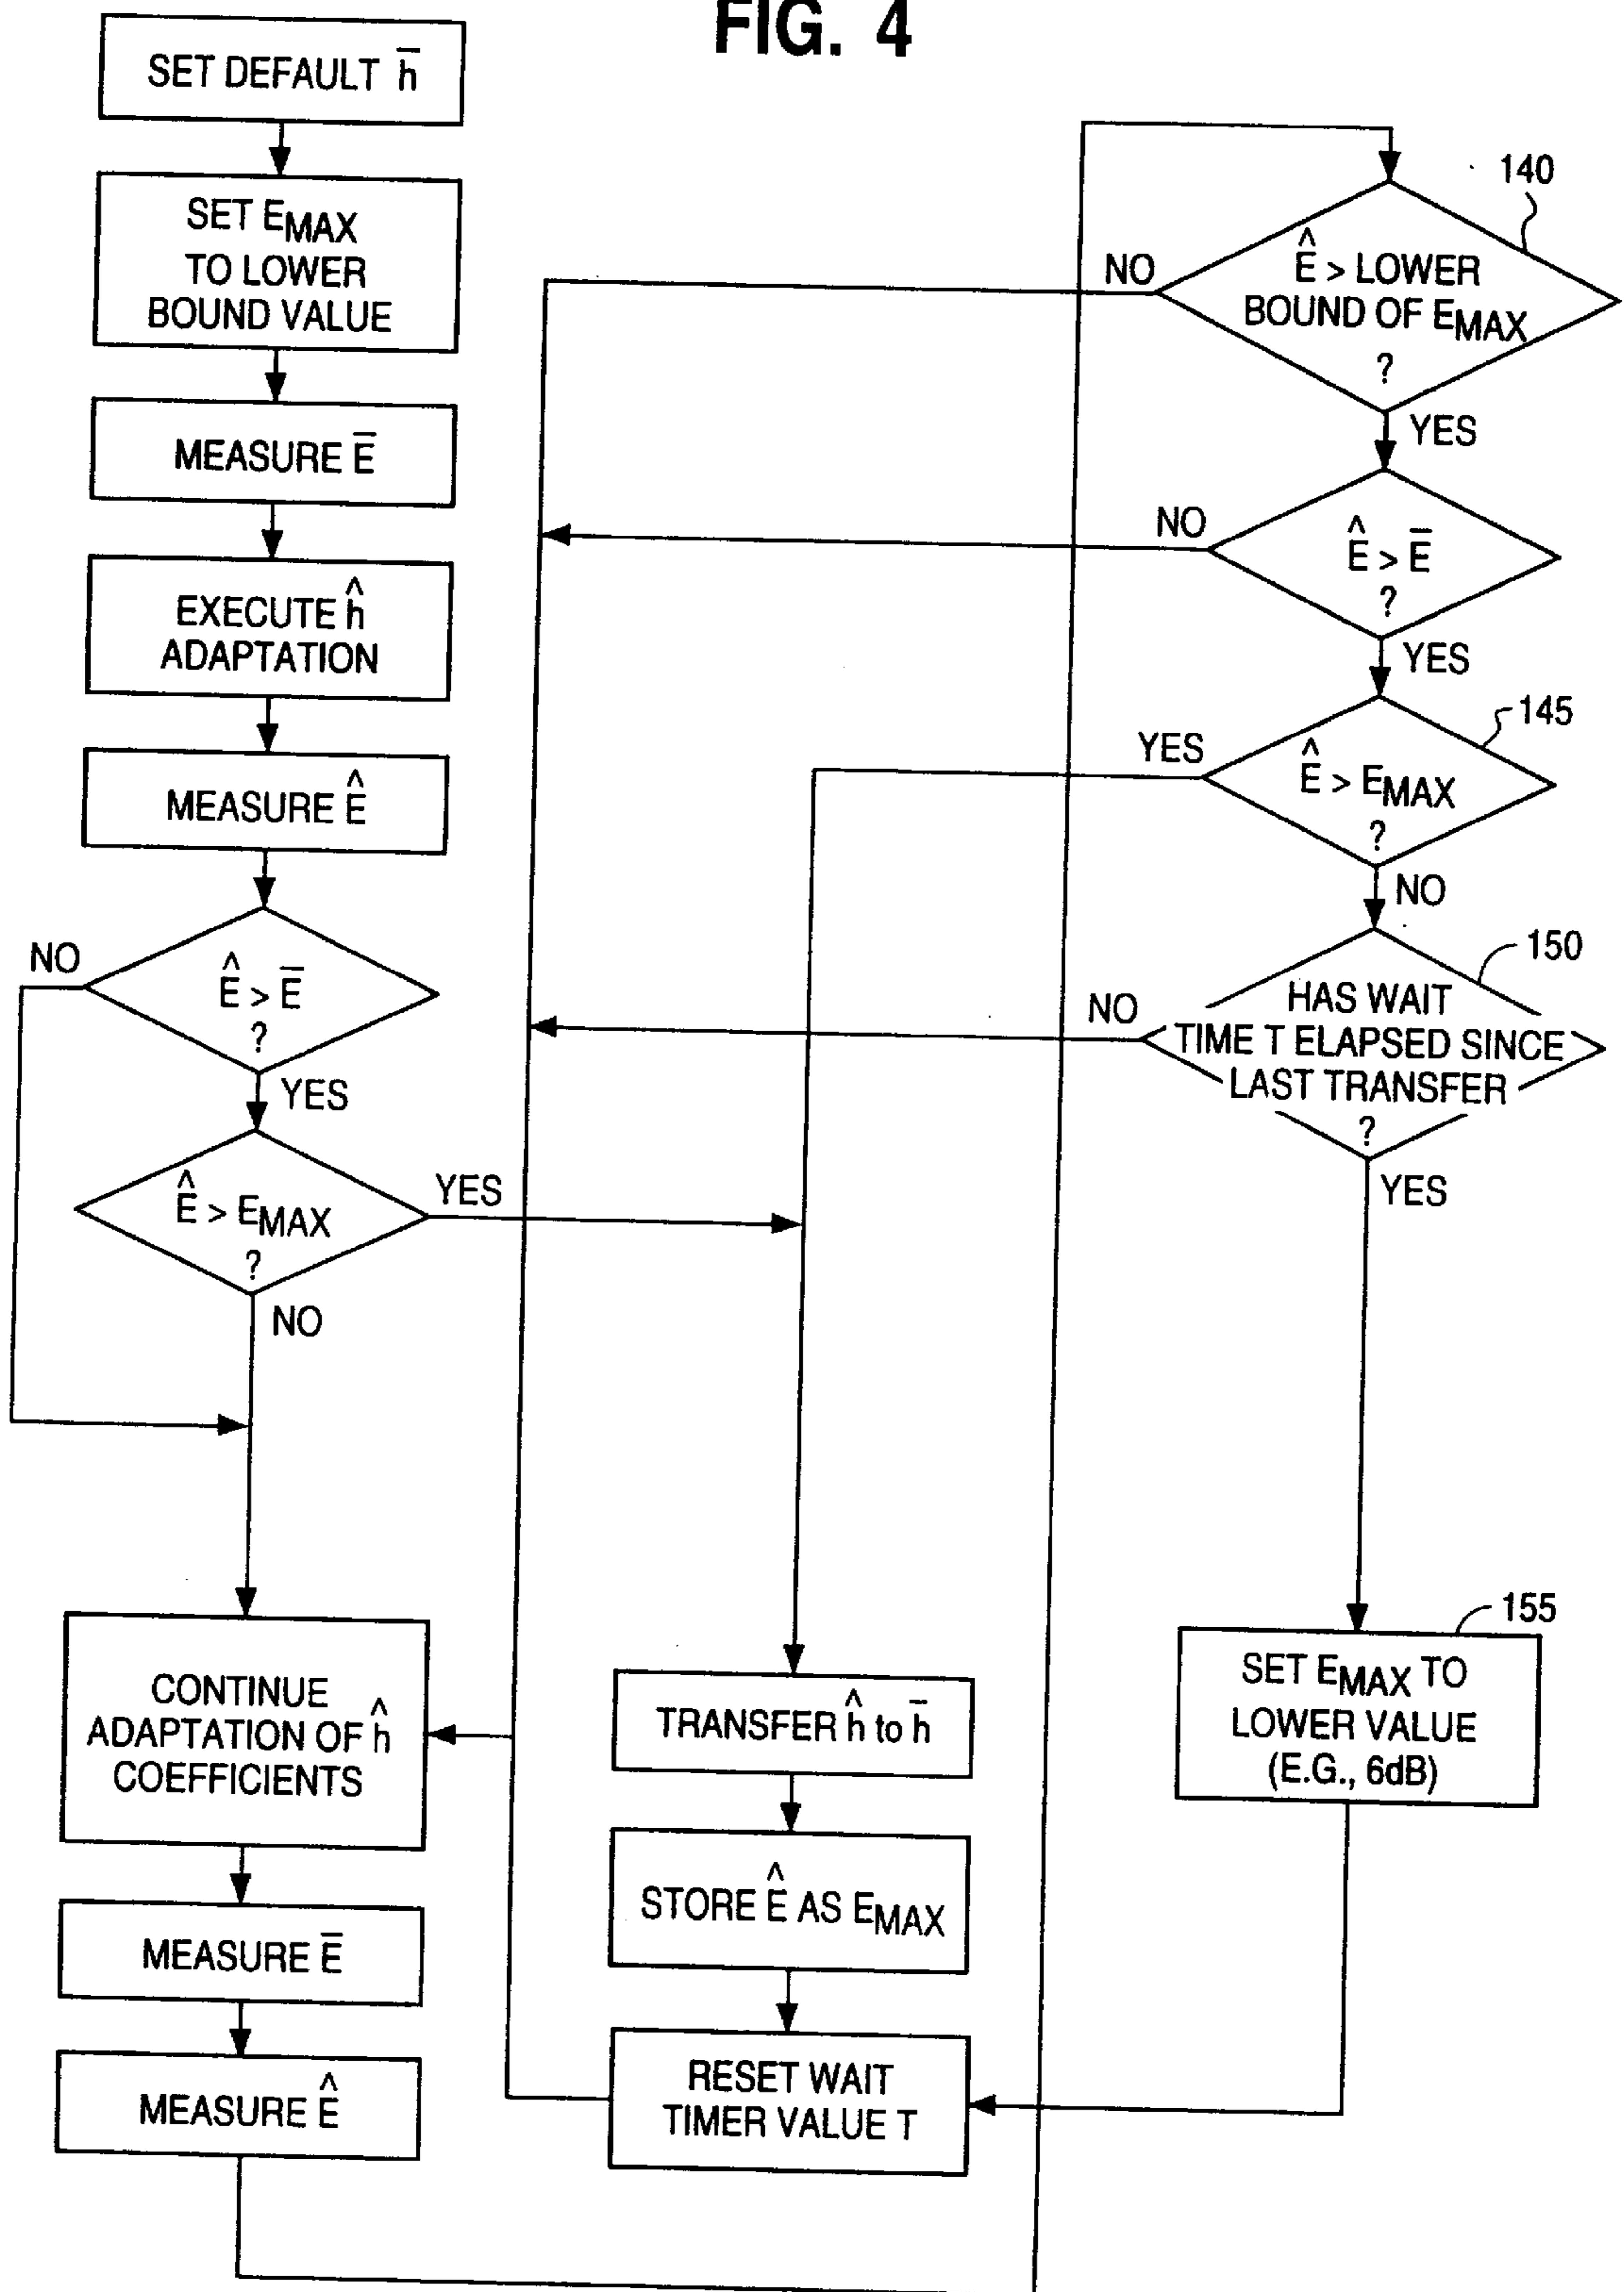 FIG. 4
SET DEFAULT h̅
SET EMAX
TO LOWER
BOUND VALUE
MEASURE E̅
EXECUTE ĥ
ADAPTATION
MEASURE Ê
Ê > E̅
?
NO
YES
Ê > EMAX
?
YES
NO
CONTINUE
ADAPTATION OF ĥ
COEFFICIENTS
MEASURE E̅
MEASURE Ê
TRANSFER ĥ to h̅
STORE Ê AS EMAX
RESET WAIT
TIMER VALUE T
140
Ê > LOWER
BOUND OF EMAX
?
NO
YES
Ê > E̅
?
NO
YES
145
Ê > EMAX
?
YES
NO
150
HAS WAIT
TIME T ELAPSED SINCE
LAST TRANSFER
?
NO
YES
155
SET EMAX TO
LOWER VALUE
(E.G., 6dB)